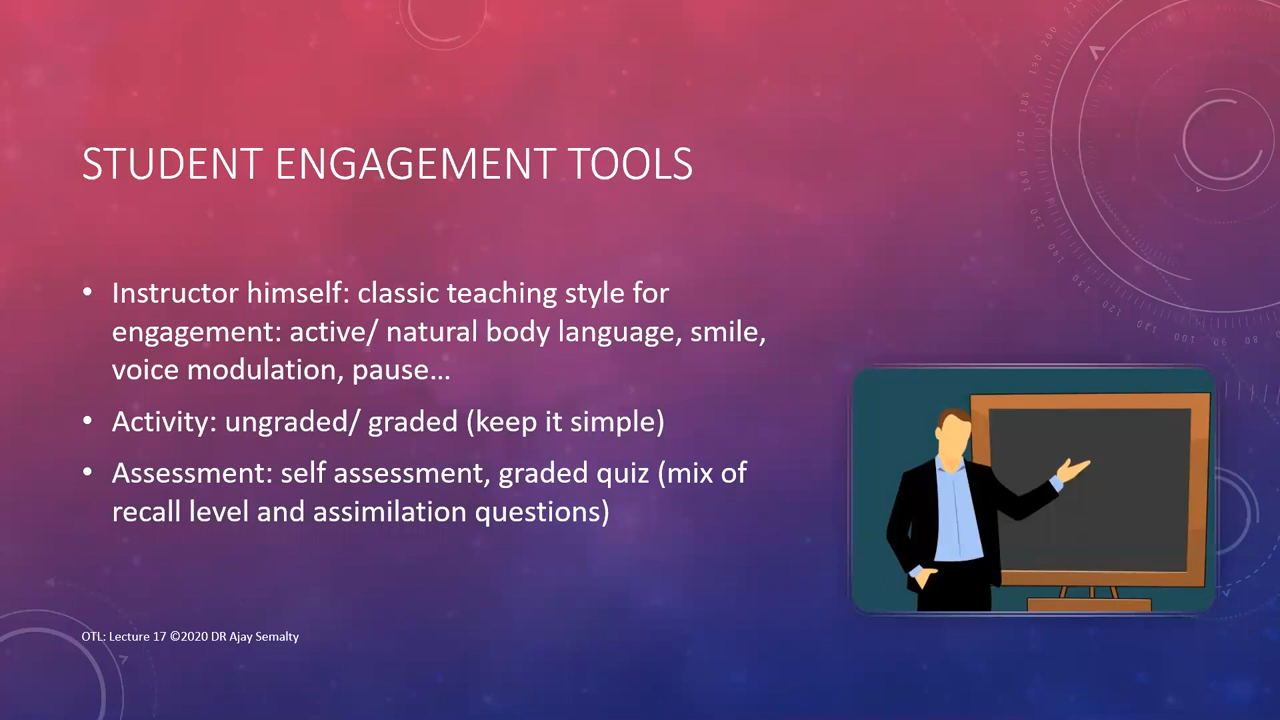 STUDENT ENGAGEMENT TOOLS
• Instructor himself: classic teaching style for
engagement: active/ natural body language, smile,
voice modulation, pause…
• Activity: ungraded/ graded (keep it simple)
• Assessment: self assessment, graded quiz (mix of
recall level and assimilation questions)
OTL: Lecture 17 ©2020 DR Ajay Semalty